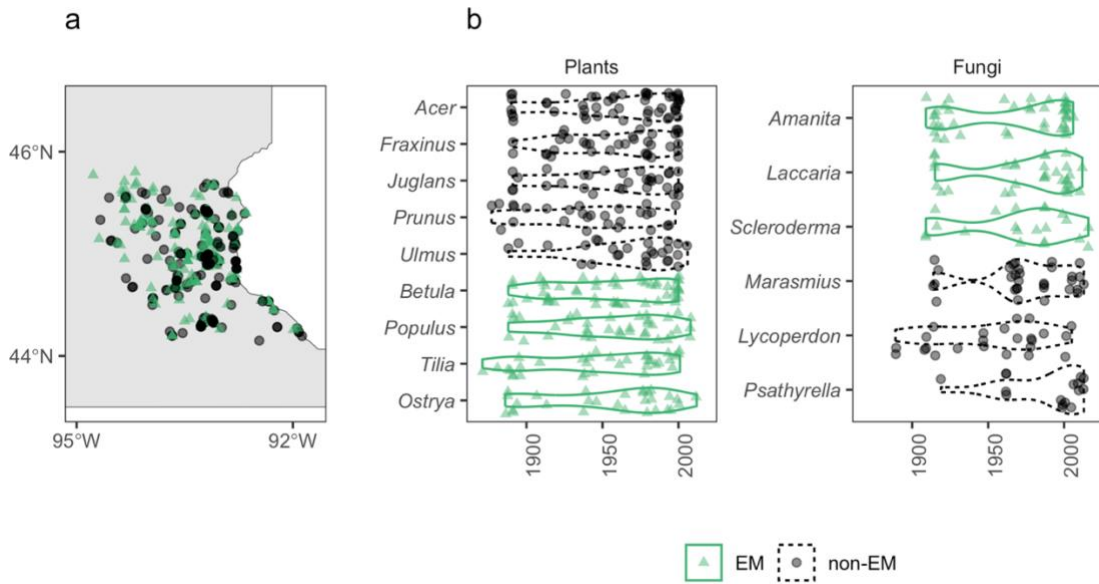 a
b
46°N
44°N
95°W
92°W
Plants
Acer
Fraxinus
Juglans
Prunus
Ulmus
Betula
Populus
Tilia
Ostrya
1900
1950
2000
Fungi
Amanita
Laccaria
Scleroderma
Marasmius
Lycoperdon
Psathyrella
1900
1950
2000
EM
non-EM